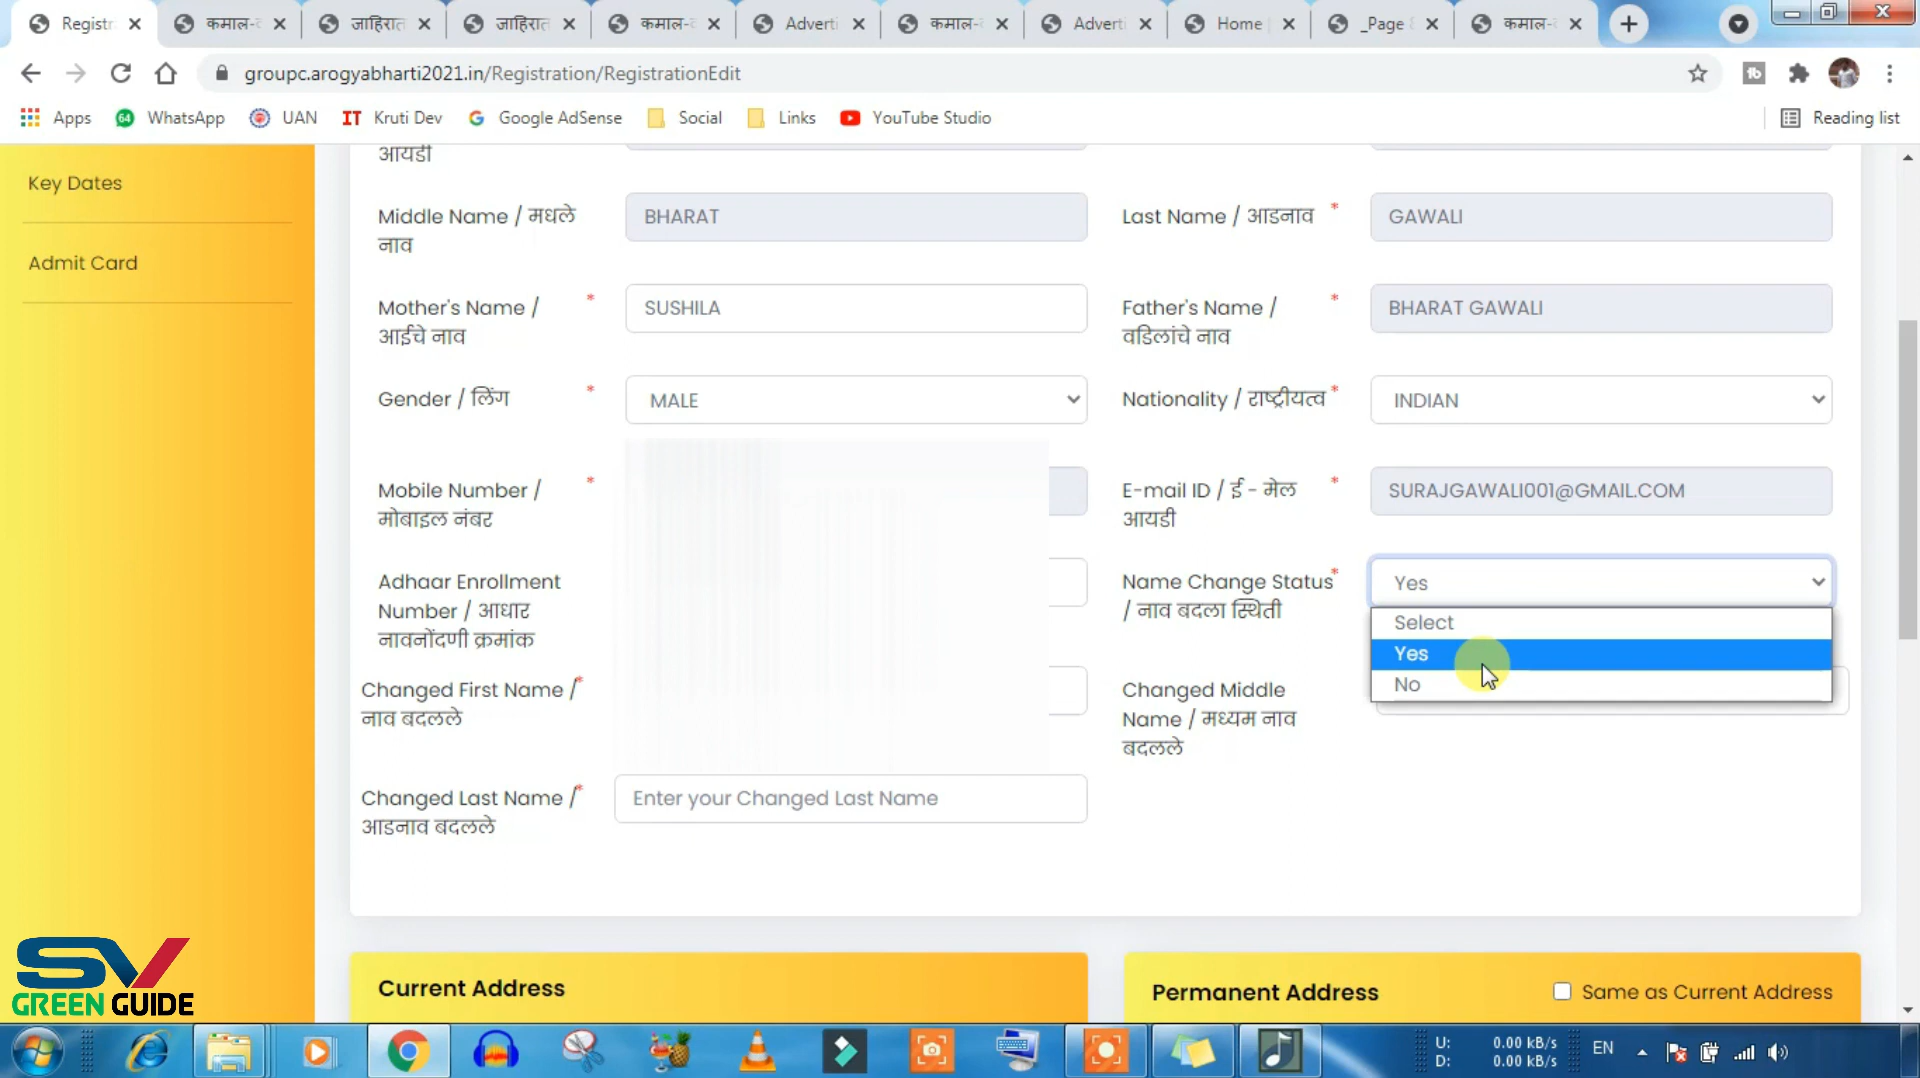 Registr
कमाल-
जाहिरात
जाहिरात
कमाल-
Adverti
कमाल-
Adverti
Home
_Page
कमाल-
groupc.arogyabharti2021.in/Registration/RegistrationEdit
Apps
64
WhatsApp
UAN
IT
Kruti Dev
Google AdSense
Social
Links
YouTube Studio
Reading list
Key Dates
Admit Card
आयडी
Middle Name / मधले
नाव
BHARAT
Last Name / आडनाव *
GAWALI
Mother's Name / *
आईचे नाव
SUSHILA
Father's Name / *
वडिलांचे नाव
BHARAT GAWALI
Gender / लिंग *
MALE
Nationality / राष्ट्रीयत्व *
INDIAN
Mobile Number / *
मोबाइल नंबर
E-mail ID / ई - मेल *
आयडी
SURAJGAWALI001@GMAIL.COM
Adhaar Enrollment
Number / आधार
नावनोंदणी क्रमांक
Name Change Status *
/ नाव बदला स्थिती
Yes
Select
Yes
No
Changed First Name / *
नाव बदलले
Changed Middle
Name / मध्यम नाव
बदलले
Changed Last Name / *
आडनाव बदलले
Enter your Changed Last Name
Current Address
Permanent Address
Same as Current Address
SV
GREEN GUIDE
U: 0.00 kB/s
D: 0.00 kB/s
EN